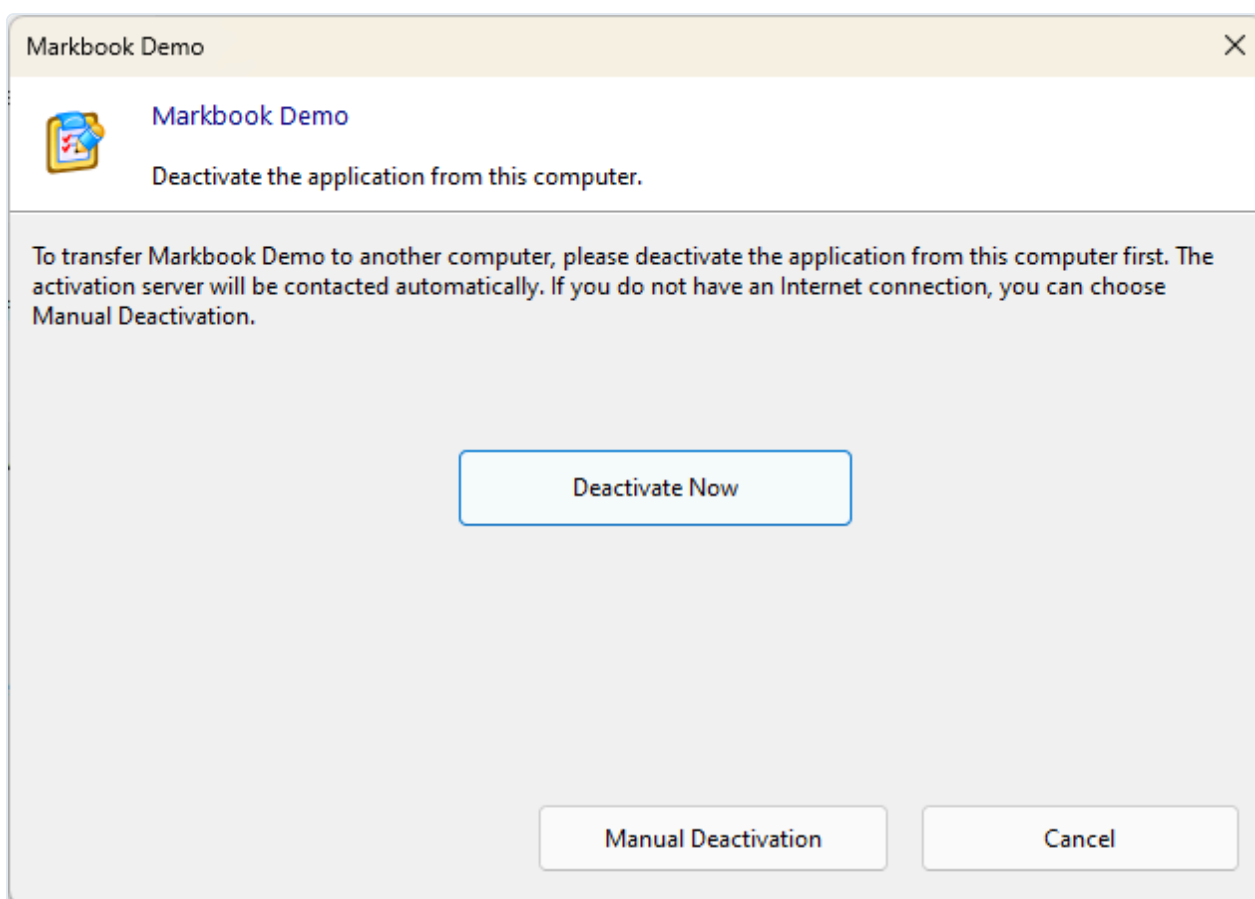 Markbook Demo
Markbook Demo
Deactivate the application from this computer.
To transfer Markbook Demo to another computer, please deactivate the application from this computer first. The
activation server will be contacted automatically. If you do not have an Internet connection, you can choose
Manual Deactivation.
Deactivate Now
Manual Deactivation
Cancel